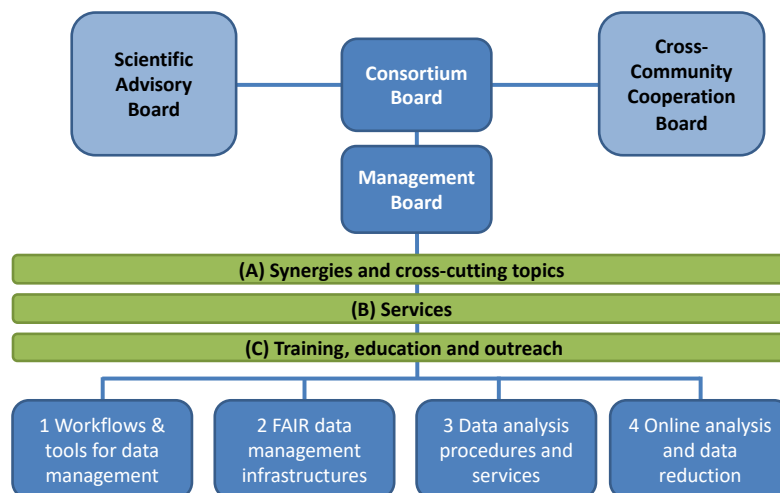 Scientific
Advisory
Board
Consortium
Board
Cross-
Community
Cooperation
Board
Management
Board
(A) Synergies and cross-cutting topics
(B) Services
(C) Training, education and outreach
1 Workflows &
tools for data
management
2 FAIR data
management
infrastructures
3 Data analysis
procedures and
services
4 Online analysis
and data
reduction